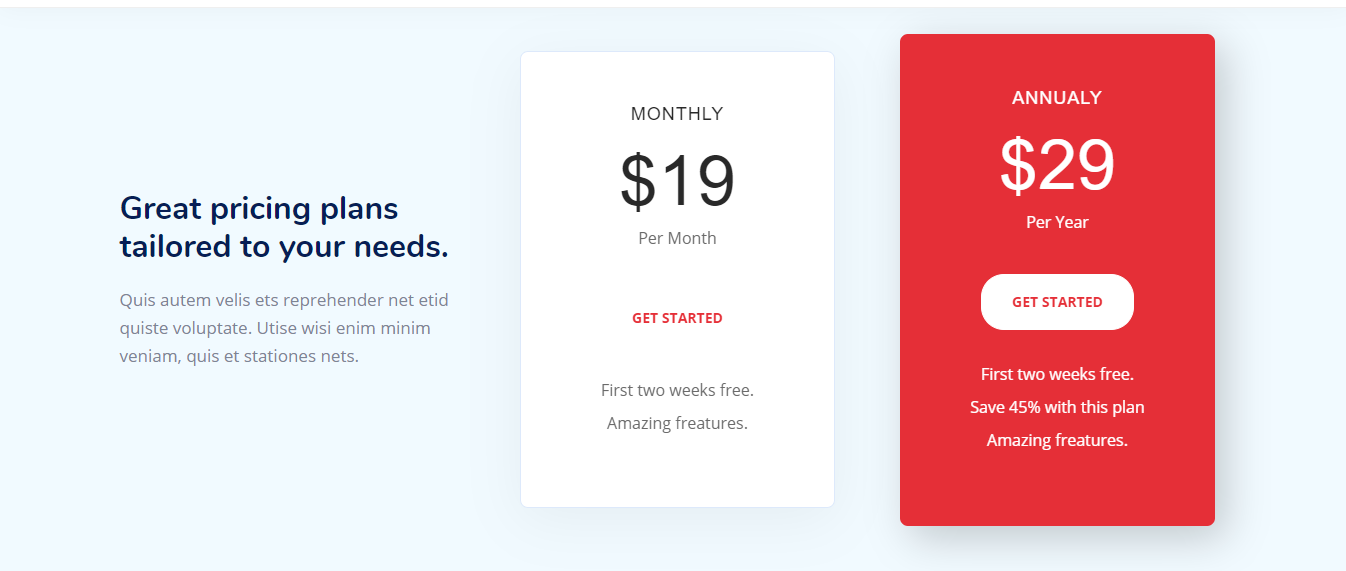 Great pricing plans
tailored to your needs.
Quis autem velis ets reprehender net etid
quiste voluptate. Utise wisi enim minim
veniam, quis et stationes nets.
MONTHLY
$19
Per Month
GET STARTED
First two weeks free.
Amazing freatures.
ANNUALY
$29
Per Year
GET STARTED
First two weeks free.
Save 45% with this plan
Amazing freatures.